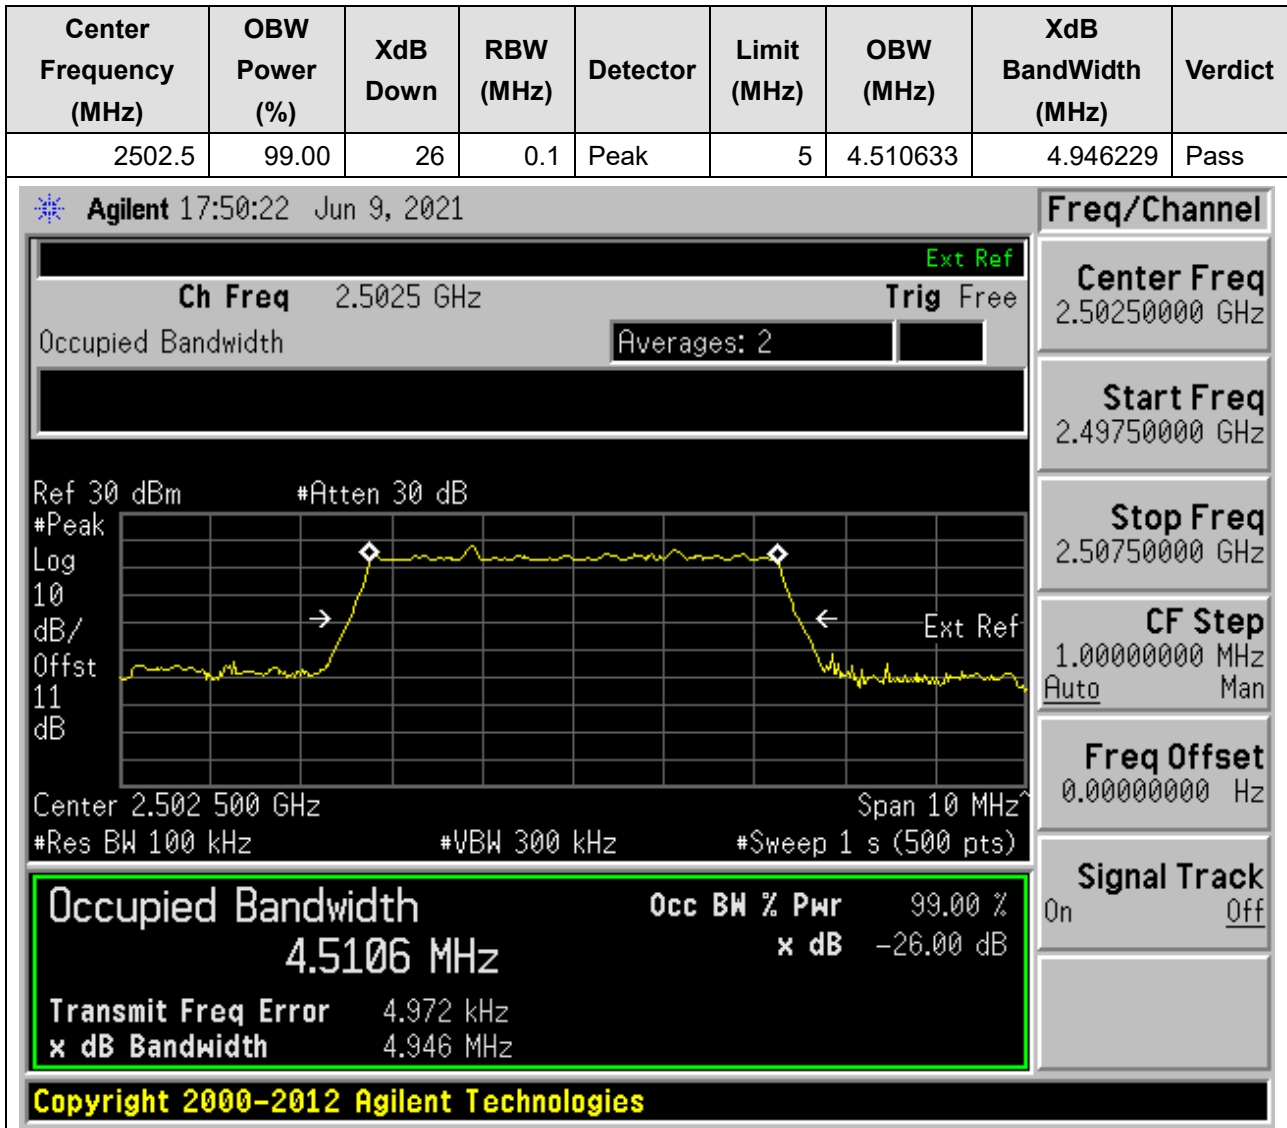 Center Frequency (MHz) OBW Power (%) XdB Down RBW (MHz) Detector Limit (MHz) OBW (MHz) XdB BandWidth (MHz) Verdict
2502.5 99.00 26 0.1 Peak 5 4.510633 4.946229 Pass
Agilent 17:50:22 Jun 9, 2021
Ext Ref
Ch Freq 2.5025 GHz Trig Free
Occupied Bandwidth Averages: 2
Ref 30 dBm #Atten 30 dB
#Peak
Log
10
dB/
Offst
11
dB
Ext Ref
Center 2.502 500 GHz Span 10 MHz^
#Res BW 100 kHz #VBW 300 kHz #Sweep 1 s (500 pts)
Occupied Bandwidth
4.5106 MHz
Occ BW % Pwr 99.00 %
x dB -26.00 dB
Transmit Freq Error 4.972 kHz
x dB Bandwidth 4.946 MHz
Copyright 2000-2012 Agilent Technologies
Freq/Channel
Center Freq
2.50250000 GHz
Start Freq
2.49750000 GHz
Stop Freq
2.50750000 GHz
CF Step
1.00000000 MHz
Auto Man
Freq Offset
0.00000000 Hz
Signal Track
On Off